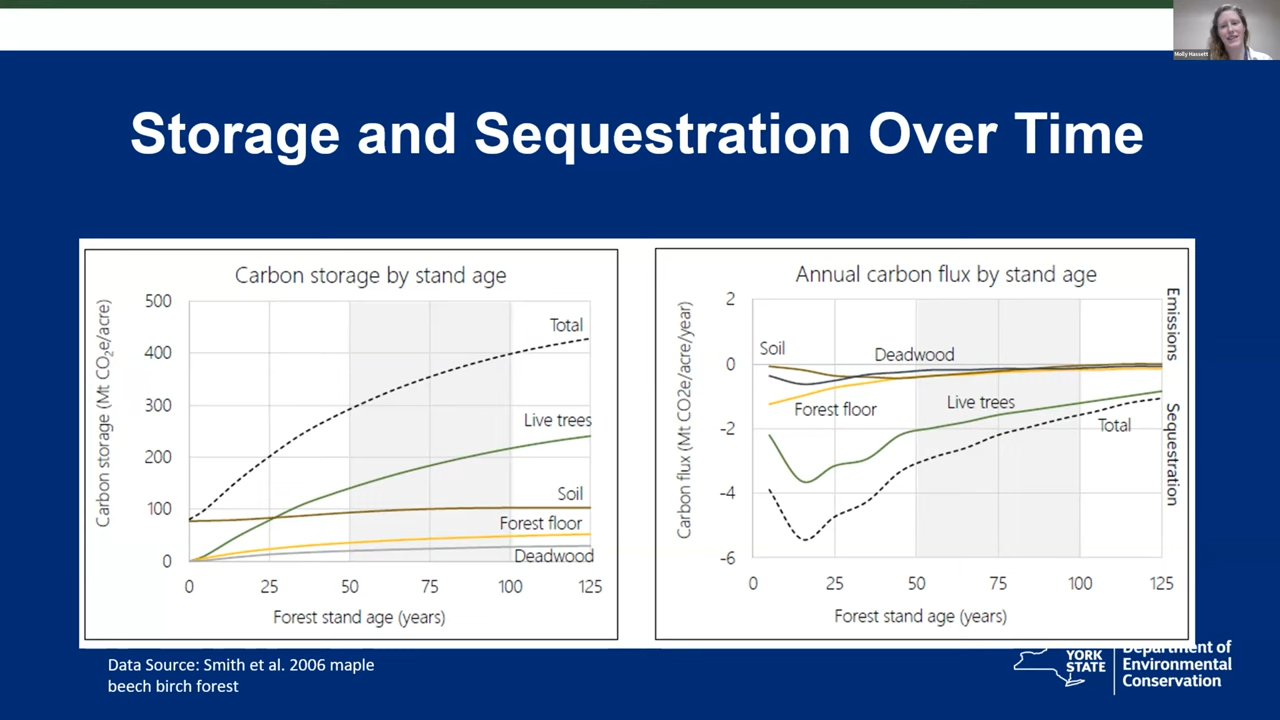 Molly Hassett
Storage and Sequestration Over Time
Carbon storage by stand age
Carbon storage (Mt CO₂e/acre)
500
400
300
200
100
0
Total
Live trees
Soil
Forest floor
Deadwood
0 25 50 75 100 125
Forest stand age (years)
Annual carbon flux by stand age
Carbon flux (Mt CO2e/acre/year)
2
0
-2
-4
-6
Soil
Deadwood
Forest floor
Live trees
Total
Emissions
Sequestration
0 25 50 75 100 125
Forest stand age (years)
Data Source: Smith et al. 2006 maple
beech birch forest
YORK
STATE
Department of
Environmental
Conservation